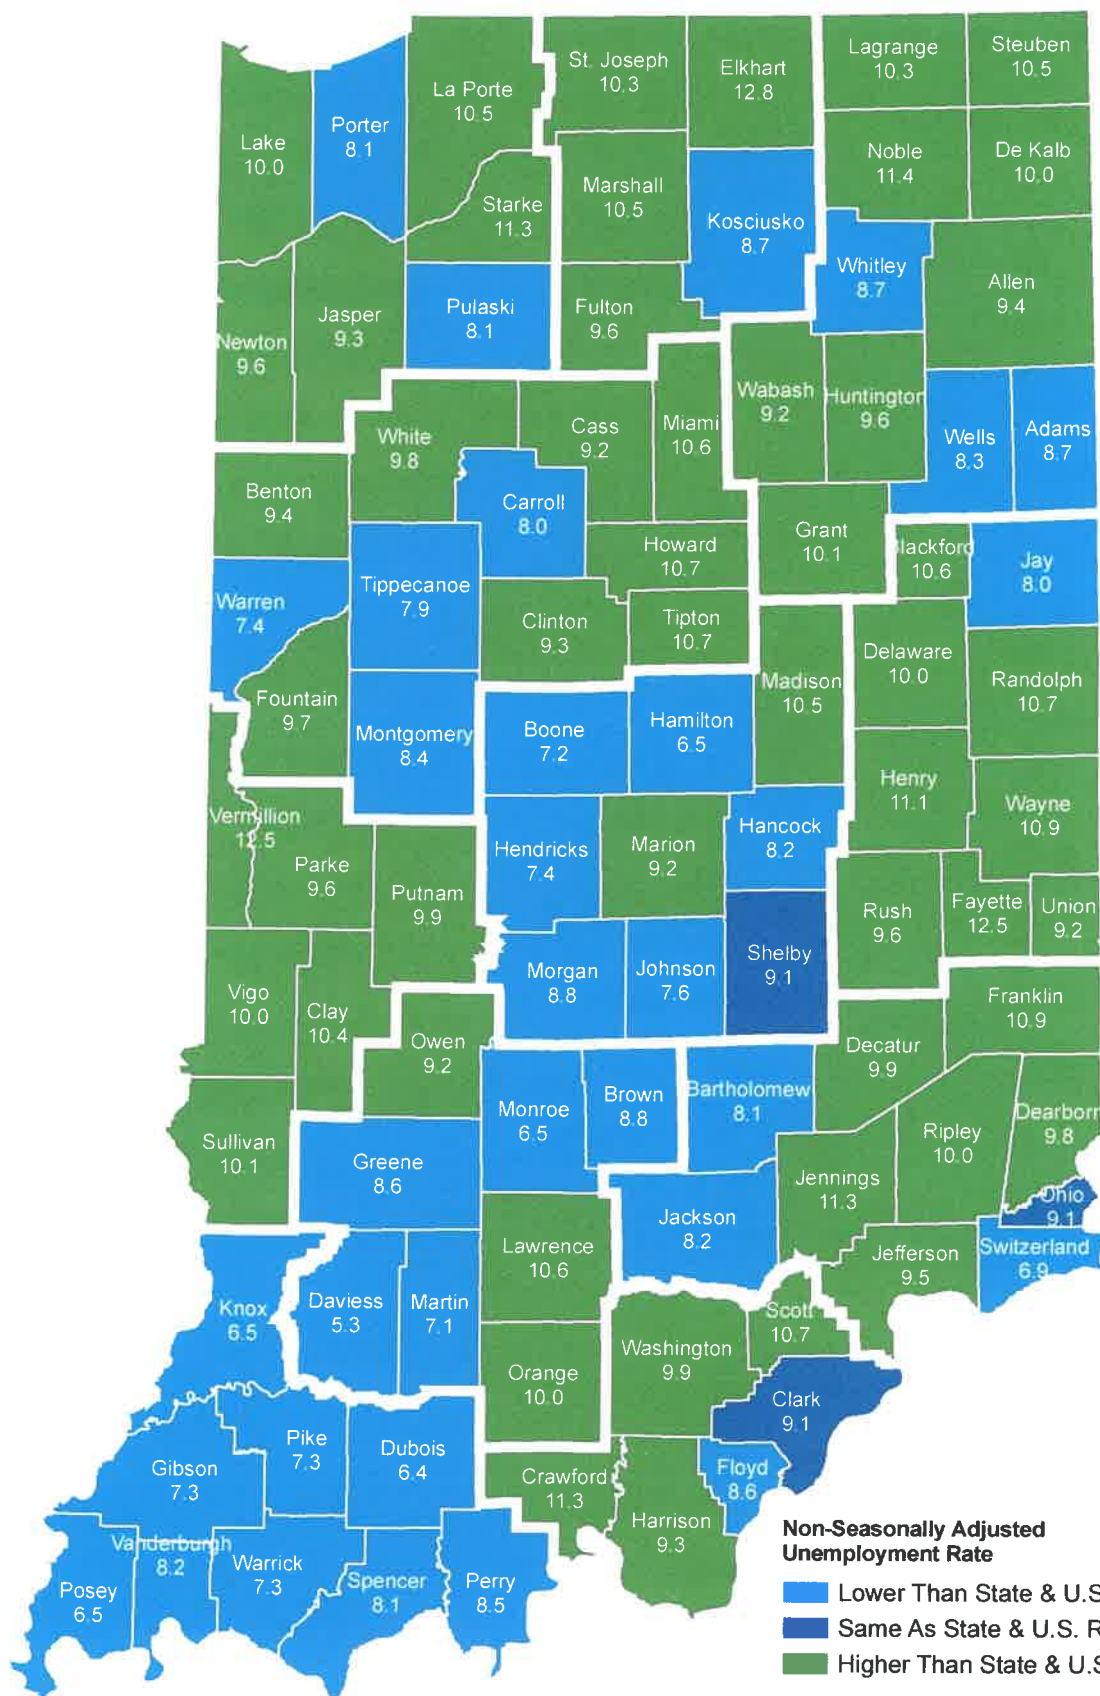 Lagrange
10.3
Steuben
10.5
St. Joseph
10.3
Elkhart
12.8
La Porte
10.5
Porter
8.1
Lake
10.0
Noble
11.4
De Kalb
10.0
Marshall
10.5
Starke
11.3
Kosciusko
8.7
Whitley
8.7
Allen
9.4
Pulaski
8.1
Fulton
9.6
Jasper
9.3
Newton
9.6
Wabash
9.2
Huntington
9.6
White
9.8
Cass
9.2
Miami
10.6
Wells
8.3
Adams
8.7
Benton
9.4
Carroll
8.0
Grant
10.1
Howard
10.7
Blackford
10.6
Jay
8.0
Tippecanoe
7.9
Warren
7.4
Clinton
9.3
Tipton
10.7
Delaware
10.0
Randolph
10.7
Madison
10.5
Fountain
9.7
Montgomery
8.4
Boone
7.2
Hamilton
6.5
Henry
11.1
Wayne
10.9
Vermillion
12.5
Parke
9.6
Putnam
9.9
Hendricks
7.4
Marion
9.2
Hancock
8.2
Rush
9.6
Fayette
12.5
Union
9.2
Shelby
9.1
Morgan
8.8
Johnson
7.6
Vigo
10.0
Clay
10.4
Franklin
10.9
Owen
9.2
Decatur
9.9
Monroe
6.5
Brown
8.8
Bartholomew
8.1
Dearborn
9.8
Ripley
10.0
Sullivan
10.1
Greene
8.6
Jennings
11.3
Ohio
9.1
Jackson
8.2
Lawrence
10.6
Jefferson
9.5
Switzerland
6.9
Knox
6.5
Daviess
5.3
Martin
7.1
Scott
10.7
Washington
9.9
Orange
10.0
Clark
9.1
Pike
7.3
Dubois
6.4
Gibson
7.3
Crawford
11.3
Floyd
8.6
Harrison
9.3
Vanderburgh
8.2
Warrick
7.3
Posey
6.5
Spencer
8.1
Perry
8.5
Non-Seasonally Adjusted
Unemployment Rate
Lower Than State & U.S
Same As State & U.S. R
Higher Than State & U.S